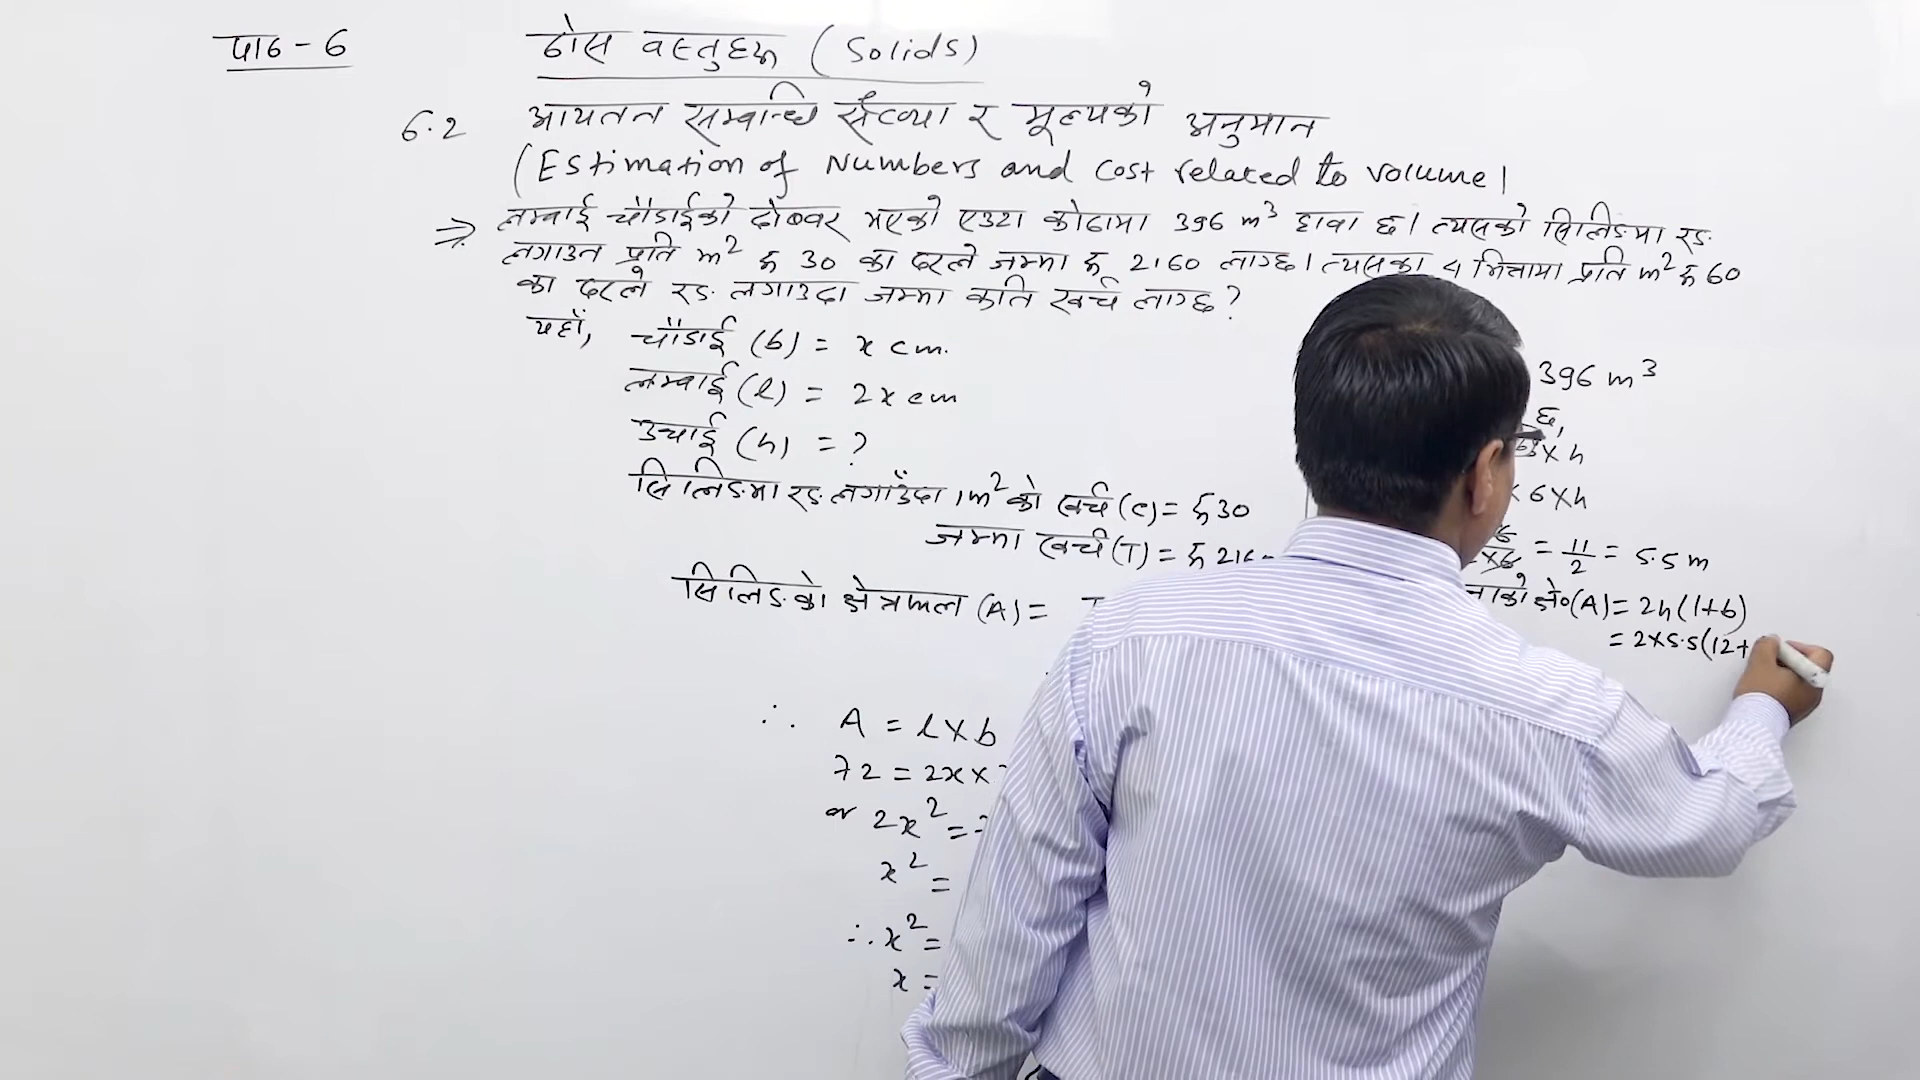 पाठ - 6
ठोस वस्तुहरू (Solids)
6.2 आयतन सम्बन्धि संख्या र मूल्यको अनुमान
(Estimation of Numbers and Cost related to volume)
लम्बाई चौडाईको दोब्बर भएको एउटा कोठामा 396 m³ हावा छ। त्यसको सिलिङमा रङ
लगाउन प्रति m² रू 30 का दरले जम्मा रू 2160 लाग्छ। त्यसका 4 भित्तामा प्रति m² रू 60
का दरले रङ लगाउदा जम्मा कति खर्च लाग्छ?
यहाँ, चौडाई (b) = x cm.
लम्बाई (l) = 2x cm
उचाई (h) = ?
सिलिङमा रङ लगाउँदा 1m² को खर्च (c) = रू 30
जम्मा खर्च (T) = रू 216
सिलिङको क्षेत्रफल (A) =
∴ A = l × b
72 = 2x ×
or 2x² =
x² =
∴ x² =
x =
396 m³
छ,
× h
× 6 × h
= 11/2 = 5.5 m
को क्षे०(A) = 2h(l+b)
= 2×5.5(12+